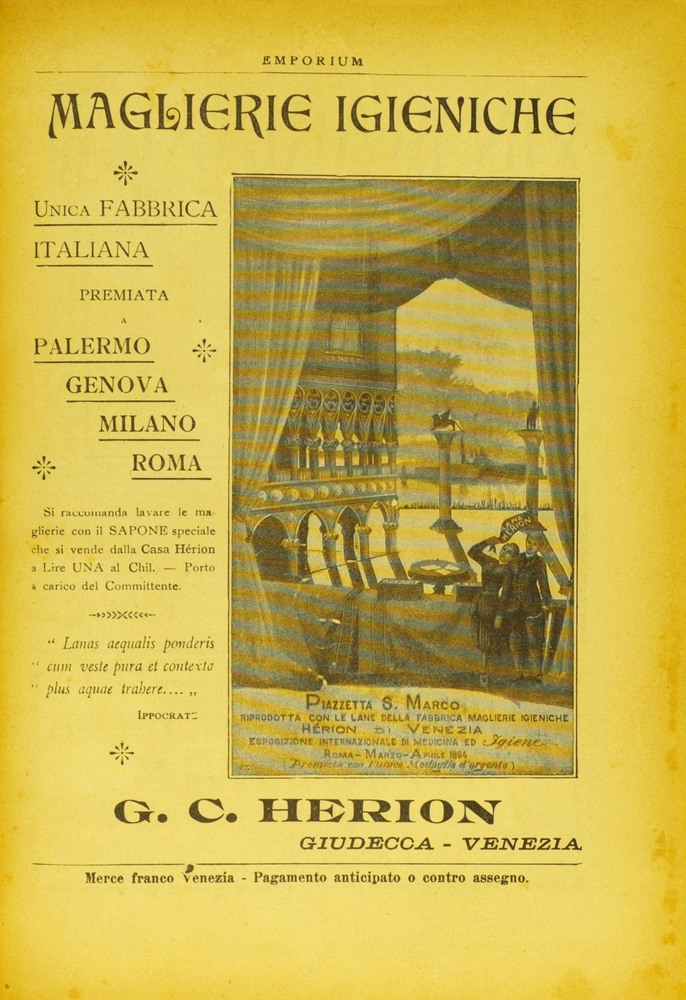 EMPORIUM
MAGLIERIE IGIENICHE
UNICA FABBRICA
ITALIANA
PREMIATA
A
PALERMO
GENOVA
MILANO
ROMA
Si raccomanda lavare le ma-
glierie con il SAPONE speciale
che si vende dalla Casa Hérion
a Lire UNA al Chil. — Porto
a carico del Committente.
“ Lanas aequalis ponderis
“ cum veste pura et contexta
“ plus aquae trahere.... „
IPPOCRATE
LANE
HERION
PIAZZETTA S. MARCO
RIPRODOTTA CON LE LANE DELLA FABBRICA MAGLIERIE IGIENICHE
HÉRION DI VENEZIA
ESPOSIZIONE INTERNAZIONALE DI MEDICINA ED Igiene
ROMA - MARZO - APRILE 1894
(Premiata con l'unica Medaglia d'argento)
G. C. HERION
GIUDECCA - VENEZIA
Merce franco Venezia - Pagamento anticipato o contro assegno.